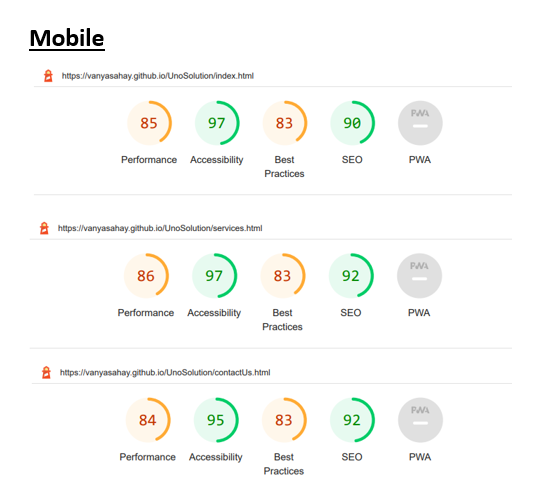 Mobile
https://vanyasahay.github.io/UnoSolution/index.html
85 97 83 90 PWA
Performance Accessibility Best Practices SEO PWA
https://vanyasahay.github.io/UnoSolution/services.html
86 97 83 92 PWA
Performance Accessibility Best Practices SEO PWA
https://vanyasahay.github.io/UnoSolution/contactUs.html
84 95 83 92 PWA
Performance Accessibility Best Practices SEO PWA